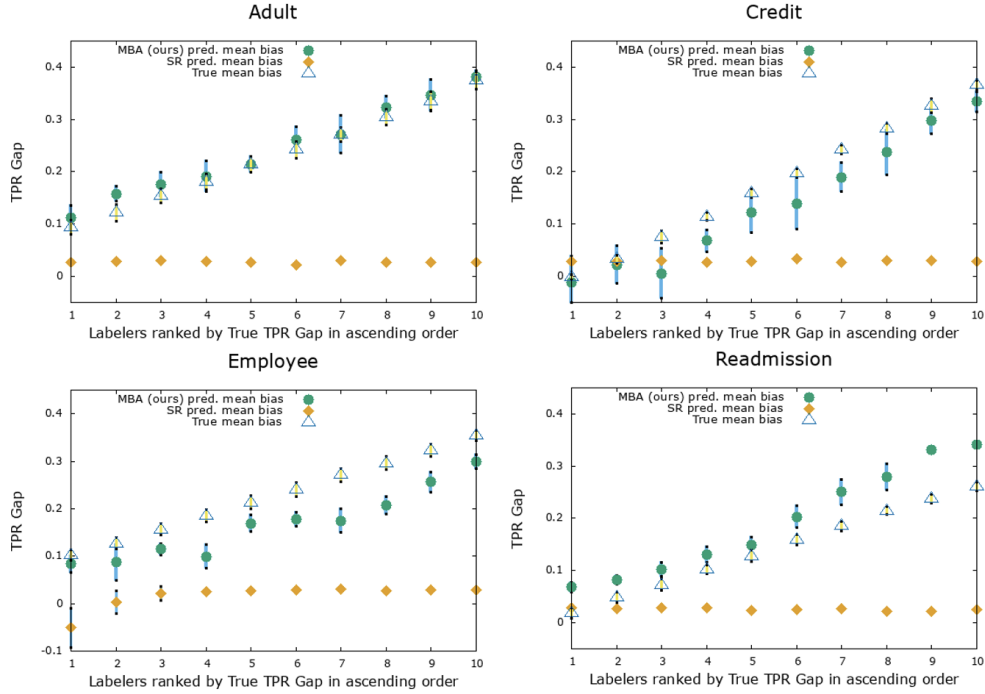 Adult
MBA (ours) pred. mean bias
SR pred. mean bias
True mean bias
0.4
0.3
0.2
0.1
0
TPR Gap
1 2 3 4 5 6 7 8 9 10
Labelers ranked by True TPR Gap in ascending order
Credit
MBA (ours) pred. mean bias
SR pred. mean bias
True mean bias
0.4
0.3
0.2
0.1
0
TPR Gap
1 2 3 4 5 6 7 8 9 10
Labelers ranked by True TPR Gap in ascending order
Employee
MBA (ours) pred. mean bias
SR pred. mean bias
True mean bias
0.4
0.3
0.2
0.1
0
-0.1
TPR Gap
1 2 3 4 5 6 7 8 9 10
Labelers ranked by True TPR Gap in ascending order
Readmission
MBA (ours) pred. mean bias
SR pred. mean bias
True mean bias
0.4
0.3
0.2
0.1
0
TPR Gap
1 2 3 4 5 6 7 8 9 10
Labelers ranked by True TPR Gap in ascending order